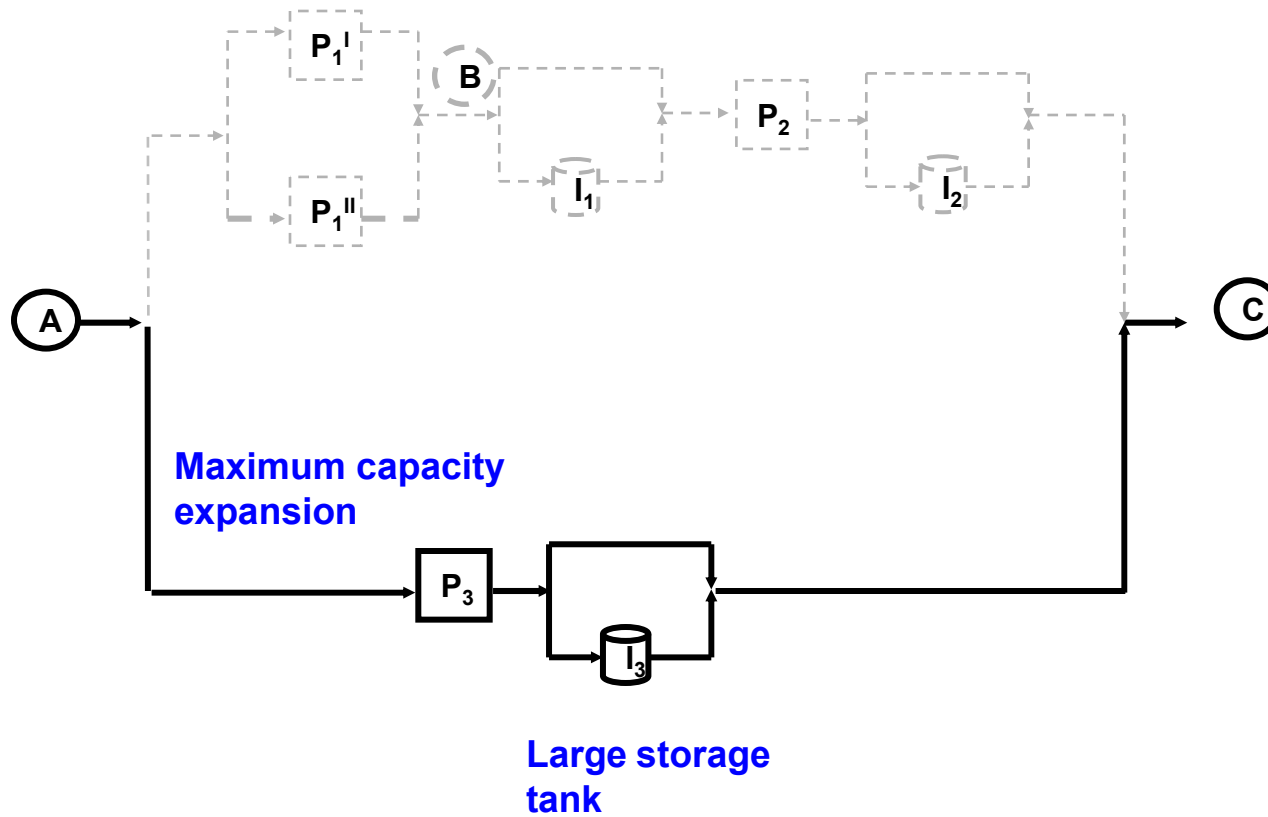 P₁ᴵ
B
P₂
P₁ᴵᴵ
I₁
I₂
A
C
Maximum capacity
expansion
P₃
I₃
Large storage
tank